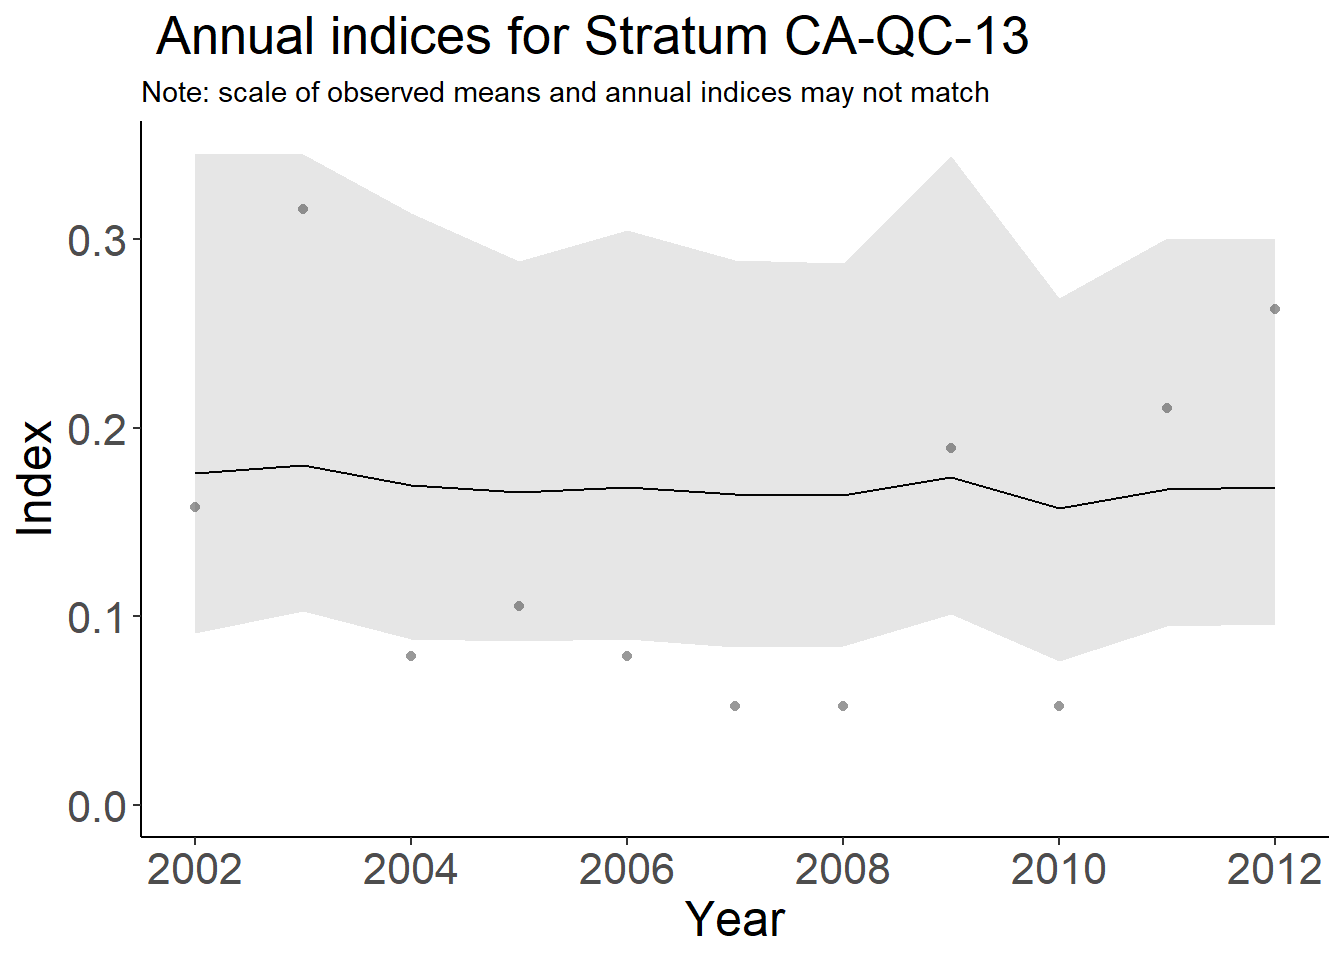 Annual indices for Stratum CA-QC-13
Note: scale of observed means and annual indices may not match
Index
0.3
0.2
0.1
0.0
2002 2004 2006 2008 2010 2012
Year